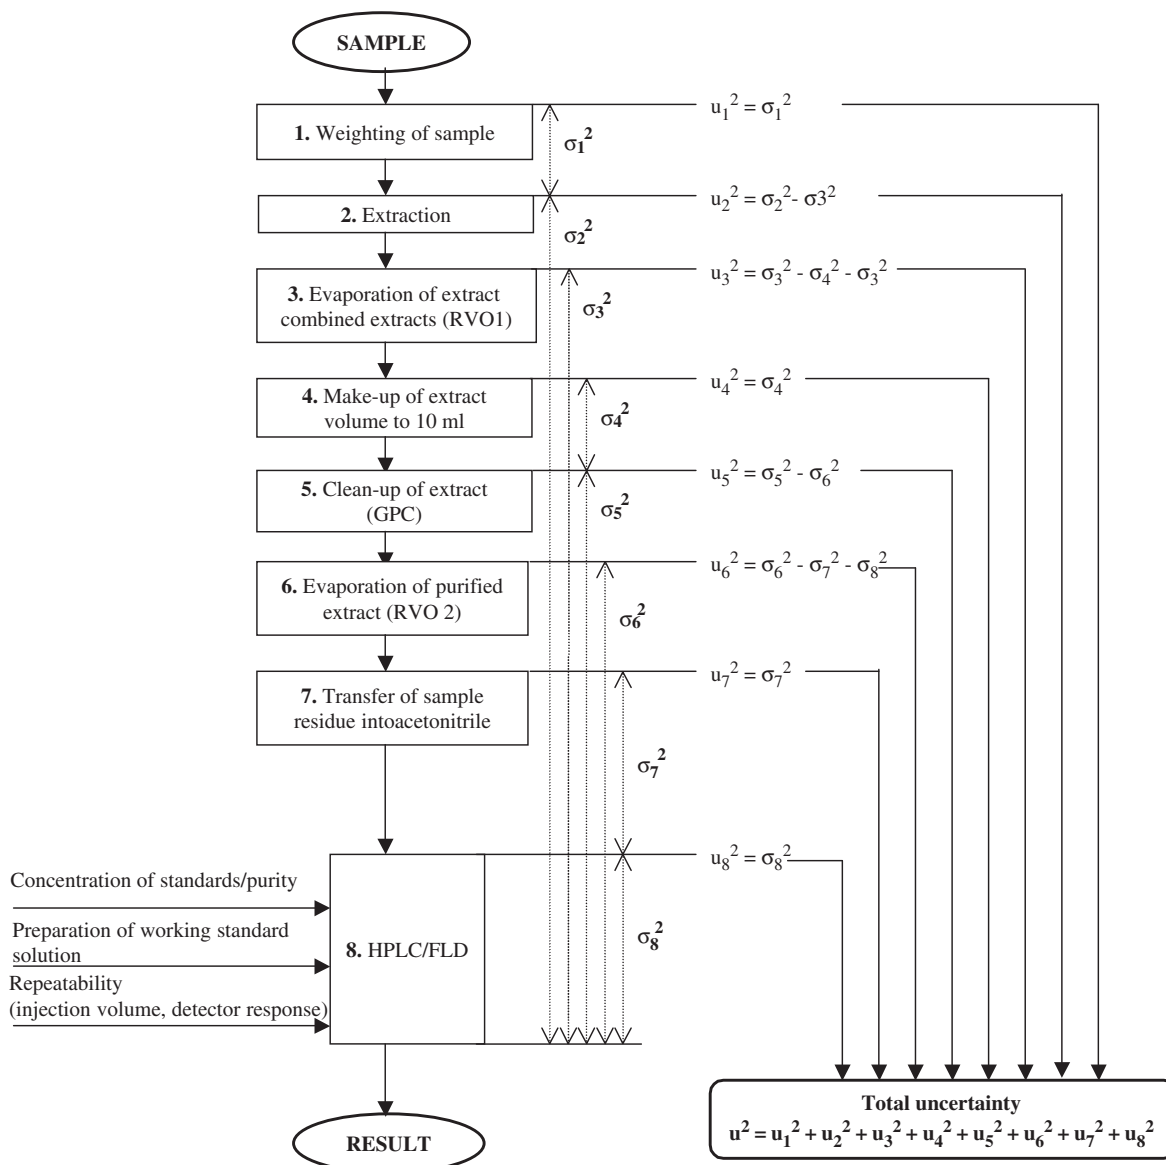 SAMPLE
1. Weighting of sample
2. Extraction
3. Evaporation of extract
combined extracts (RVO1)
4. Make-up of extract
volume to 10 ml
5. Clean-up of extract
(GPC)
6. Evaporation of purified
extract (RVO 2)
7. Transfer of sample
residue intoacetonitrile
8. HPLC/FLD
Concentration of standards/purity
Preparation of working standard
solution
Repeatability
(injection volume, detector response)
RESULT
σ₁²
σ₂²
σ₃²
σ₄²
σ₅²
σ₆²
σ₇²
σ₈²
u₁² = σ₁²
u₂² = σ₂² - σ3²
u₃² = σ₃² - σ₄² - σ₃²
u₄² = σ₄²
u₅² = σ₅² - σ₆²
u₆² = σ₆² - σ₇² - σ₈²
u₇² = σ₇²
u₈² = σ₈²
Total uncertainty
u² = u₁² + u₂² + u₃² + u₄² + u₅² + u₆² + u₇² + u₈²